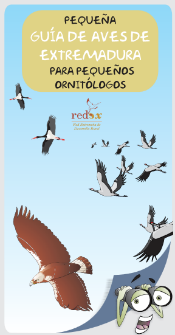 PEQUEÑA
GUÍA DE AVES DE
EXTREMADURA
PARA PEQUEÑOS
ORNITÓLOGOS
redex